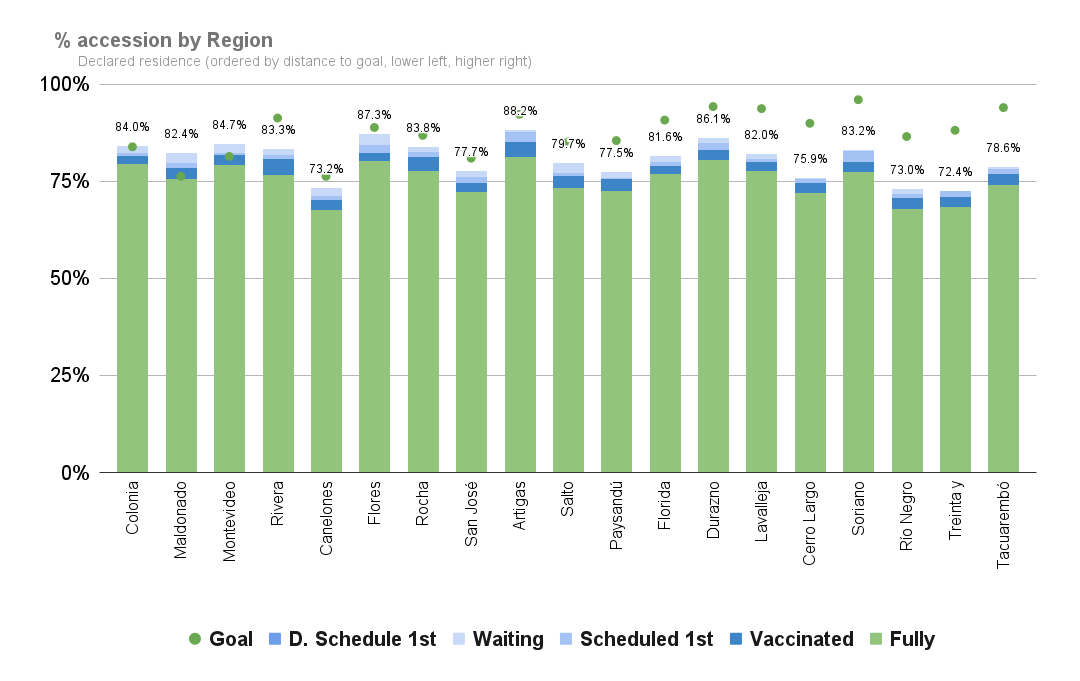 % accession by Region
Declared residence (ordered by distance to goal, lower left, higher right)
100%
75%
50%
25%
0%
84.0%
82.4%
84.7%
83.3%
73.2%
87.3%
83.8%
77.7%
88.2%
79.7%
77.5%
81.6%
86.1%
82.0%
75.9%
83.2%
73.0%
72.4%
78.6%
Colonia
Maldonado
Montevideo
Rivera
Canelones
Flores
Rocha
San José
Artigas
Salto
Paysandú
Florida
Durazno
Lavalleja
Cerro Largo
Soriano
Río Negro
Treinta y
Tacuarembó
Goal D. Schedule 1st Waiting Scheduled 1st Vaccinated Fully